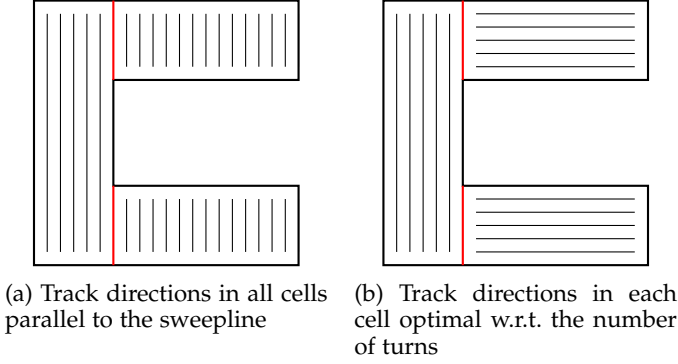 (a) Track directions in all cells
parallel to the sweepline
(b) Track directions in each
cell optimal w.r.t. the number
of turns